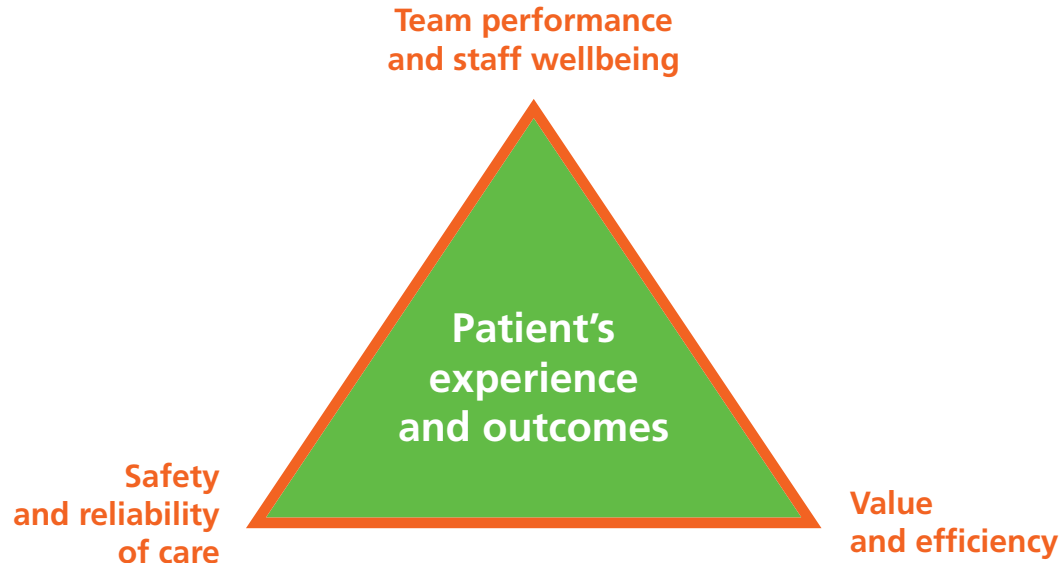 Team performance
and staff wellbeing
Patient’s
experience
and outcomes
Safety
and reliability
of care
Value
and efficiency